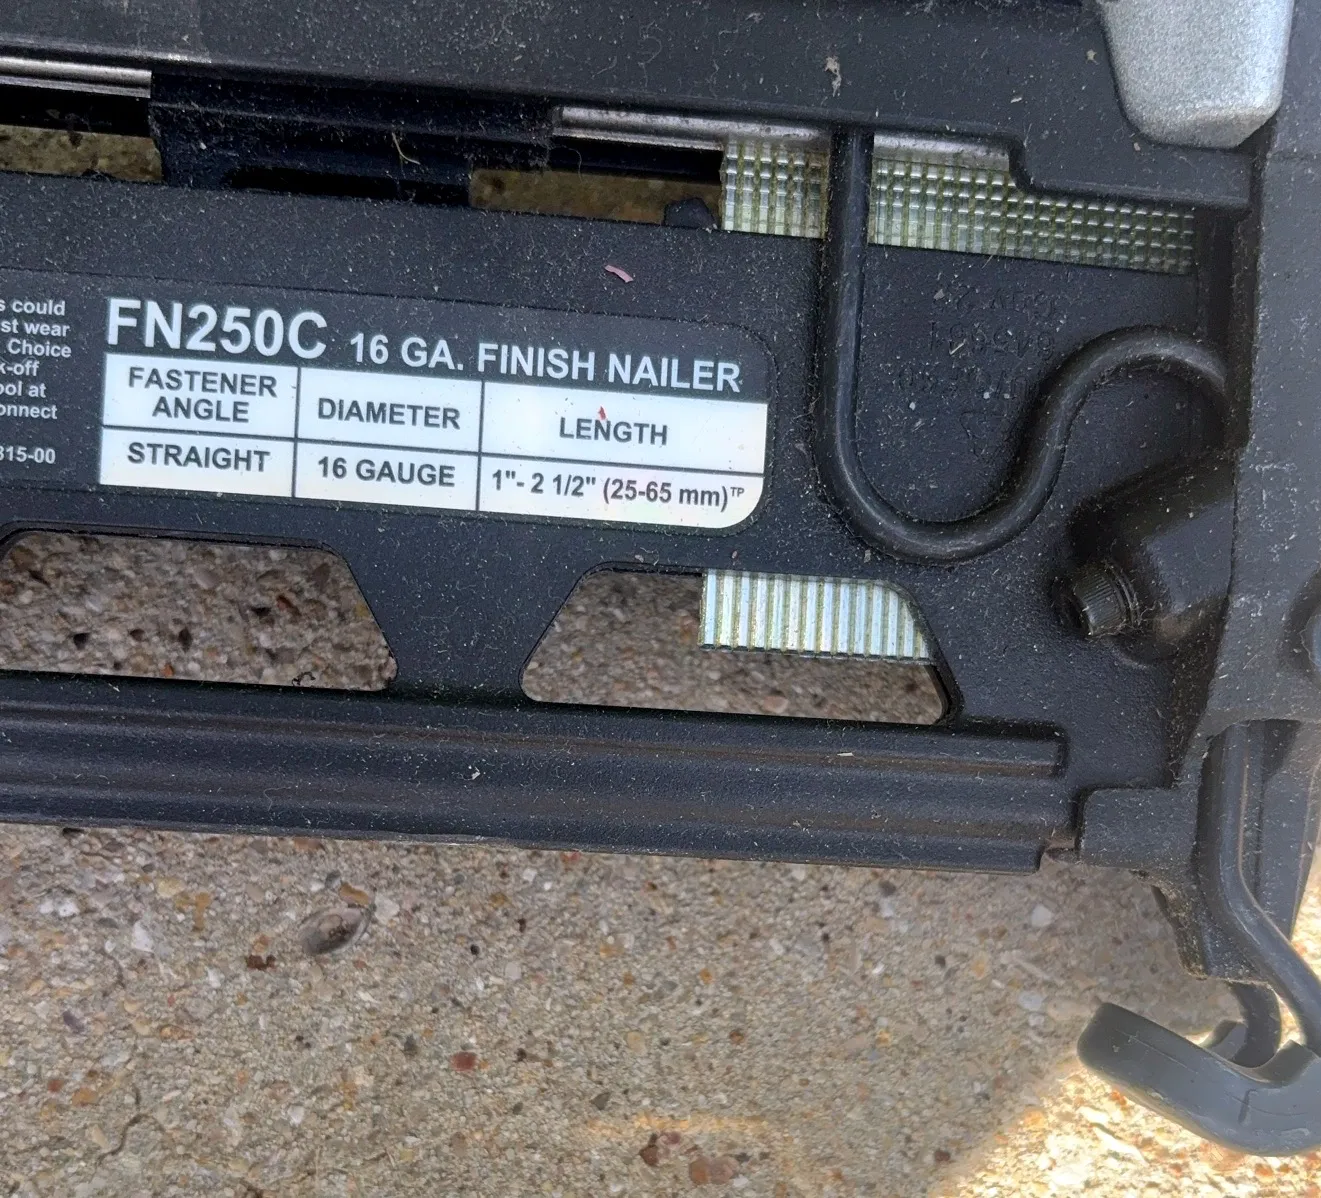 s could
st wear
Choice
k-off
ool at
onnect
315-00
FN250C 16 GA. FINISH NAILER
FASTENER ANGLE DIAMETER LENGTH
STRAIGHT 16 GAUGE 1"- 2 1/2" (25-65 mm)TP